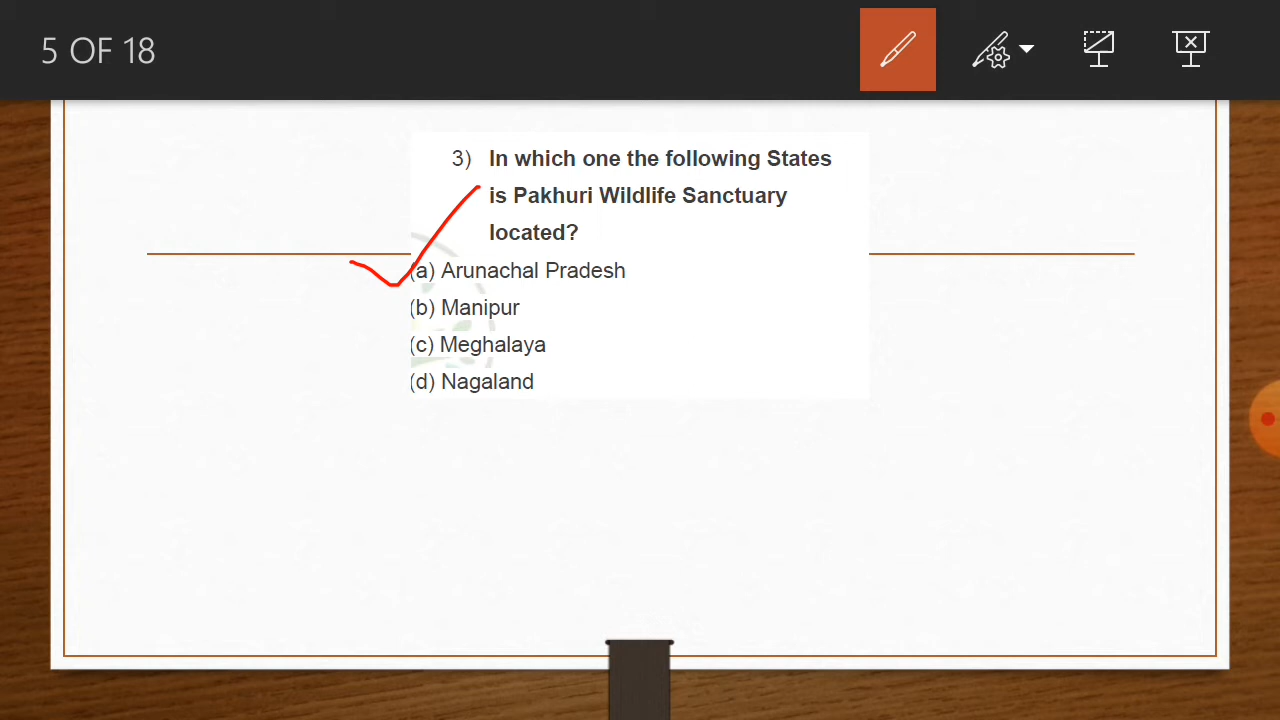 5 OF 18
3) In which one the following States
is Pakhuri Wildlife Sanctuary
located?
(a) Arunachal Pradesh
(b) Manipur
(c) Meghalaya
(d) Nagaland